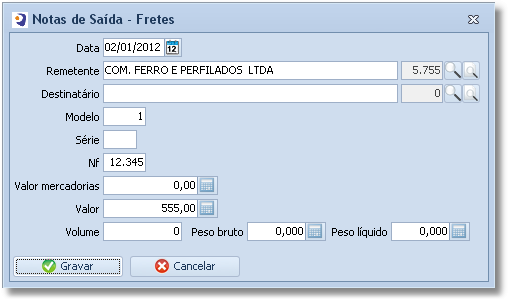 Notas de Saída - Fretes
Data 02/01/2012 12
Remetente COM. FERRO E PERFILADOS LTDA 5.755
Destinatário 0
Modelo 1
Série
Nf 12.345
Valor mercadorias 0,00
Valor 555,00
Volume 0 Peso bruto 0,000 Peso líquido 0,000
Gravar Cancelar